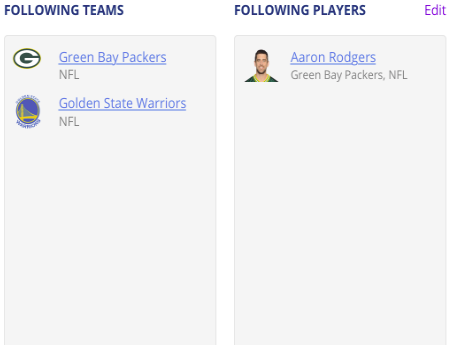 FOLLOWING TEAMS
Green Bay Packers
NFL
Golden State Warriors
NFL
FOLLOWING PLAYERS
Edit
Aaron Rodgers
Green Bay Packers, NFL